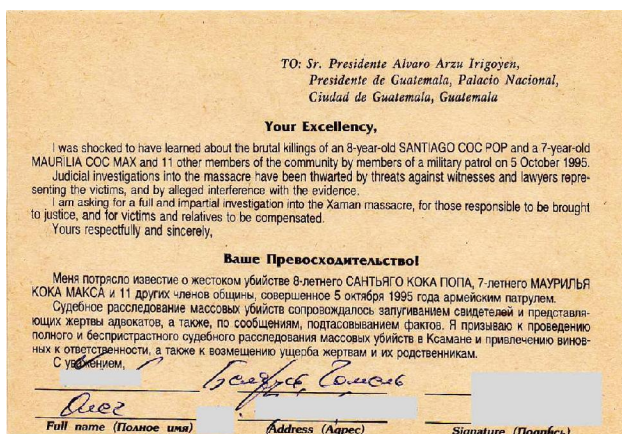 TO: Sr. Presidente Alvaro Arzu Irigoyen,
Presidente de Guatemala, Palacio Nacional,
Ciudad de Guatemala, Guatemala
Your Excellency,
I was shocked to have learned about the brutal killings of an 8-year-old SANTIAGO COC POP and a 7-year-old
MAURILIA COC MAX and 11 other members of the community by members of a military patrol on 5 October 1995.
Judicial investigations into the massacre have been thwarted by threats against witnesses and lawyers repre-
senting the victims, and by alleged interference with the evidence.
I am asking for a full and impartial investigation into the Xaman massacre, for those responsible to be brought
to justice, and for victims and relatives to be compensated.
Yours respectfully and sincerely,
Ваше Превосходительство!
Меня потрясло известие о жестоком убийстве 8-летнего САНТЬЯГО КОКА ПОПА, 7-летнего МАУРИЛЬЯ
КОКА МАКСА и 11 других членов общины, совершенное 5 октября 1995 года армейским патрулем.
Судебное расследование массовых убийств сопровождалось запугиванием свидетелей и представля-
ющих жертвы адвокатов, а также, по сообщениям, подтасовыванием фактов. Я призываю к проведению
полного и беспристрастного судебного расследования массовых убийств в Ксамане и привлечению винов-
ных к ответственности, а также к возмещению ущерба жертвам и их родственникам.
С уважением,
Беларусь, Гомель
Олег
Full name (Полное имя) Address (Адрес) Signature (Подпись)